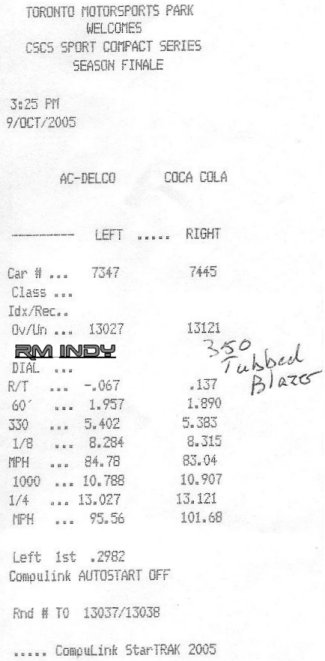 TORONTO MOTORSPORTS PARK
WELCOMES
CSCS SPORT COMPACT SERIES
SEASON FINALE
3:25 PM
9/OCT/2005
AC-DELCO COCA COLA
---------- LEFT ..... RIGHT
Car # ... 7347 7445
Class ...
Idx/Rec..
Ov/Un ... 13027 13121
RM INDY 350
DIAL ... Tubbed
R/T ... -.067 .137 Blazer
60´ ... 1.957 1.890
330 ... 5.402 5.383
1/8 ... 8.284 8.315
MPH ... 84.78 83.04
1000 ... 10.788 10.907
1/4 ... 13.027 13.121
MPH ... 95.56 101.68
Left 1st .2982
Compulink AUTOSTART OFF
Rnd # T0 13037/13038
..... CompuLink StarTRAK 2005